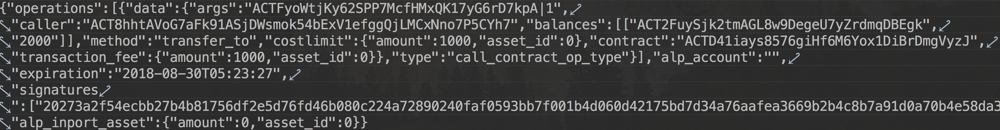 {"operations":[{"data":{"args":"ACTFyoWtjKy62SPP7McfHMxQK17yG6rD7kpA|1",
"caller":"ACT8hhtAVoG7aFk91ASjDWsmok54bExV1efggQjLMCxNno7P5CYh7","balances":[["ACT2FuySjk2tmAGL8w9DegeU7yZrdmqDBEgk",
"2000"]],"method":"transfer_to","costlimit":{"amount":1000,"asset_id":0},"contract":"ACTD41iays8576giHf6M6Yox1DiBrDmgVyzJ",
"transaction_fee":{"amount":1000,"asset_id":0}},"type":"call_contract_op_type"}],"alp_account":"",
"expiration":"2018-08-30T05:23:27",
"signatures
":["20273a2f54ecbb27b4b81756df2e5d76fd46b080c224a72890240faf0593bb7f001b4d060d42175bd7d34a76aafea3669b2b4c8b7a91d0a70b4e58da3
"alp_inport_asset":{"amount":0,"asset_id":0}}